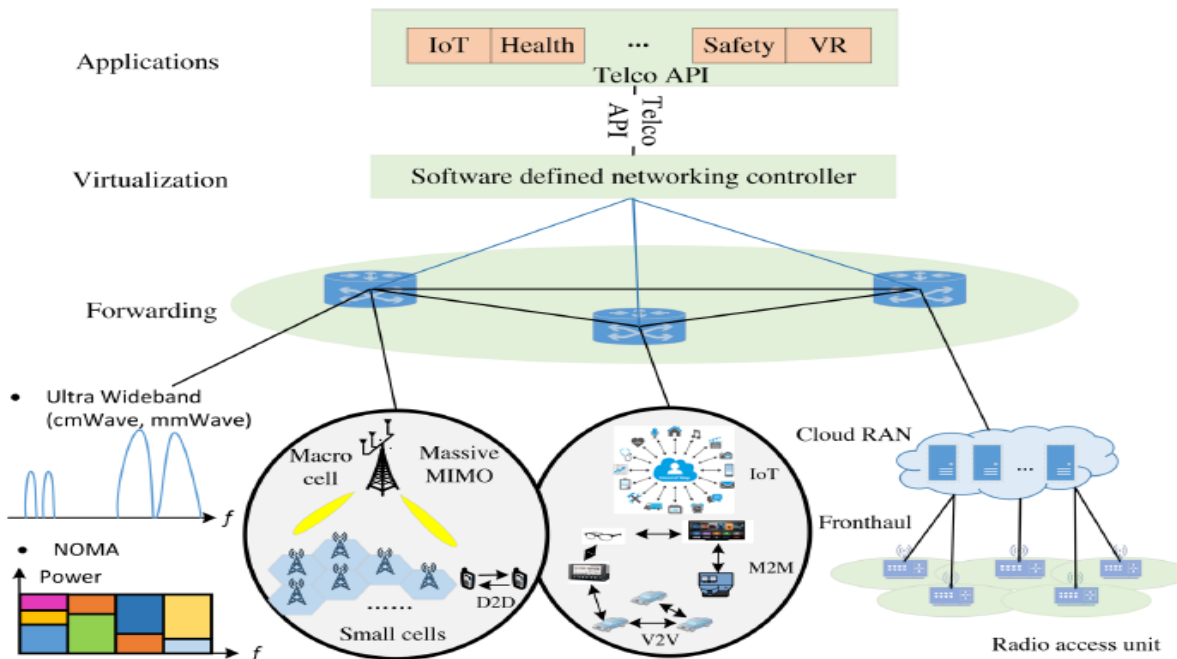 Applications
IoT Health ... Safety VR
Telco API
Telco
API
Virtualization
Software defined networking controller
Forwarding
• Ultra Wideband
(cmWave, mmWave)
f
• NOMA
Power
f
Macro
cell
Massive
MIMO
D2D
......
Small cells
IoT
M2M
V2V
Cloud RAN
...
Fronthaul
Radio access unit